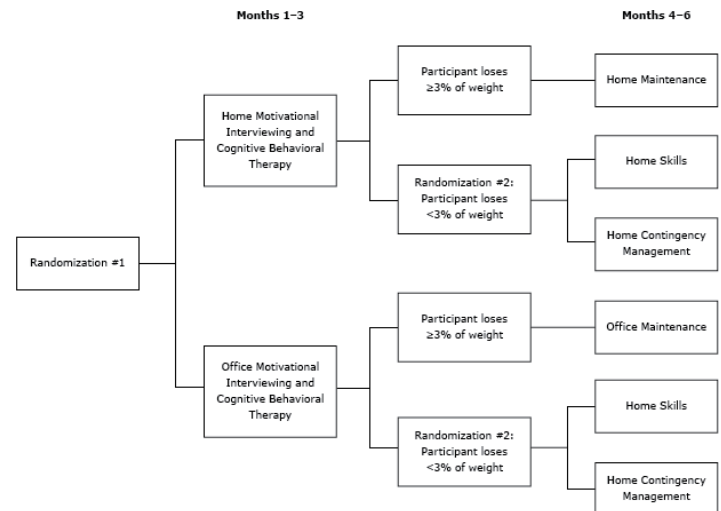 Months 1–3
Months 4–6
Randomization #1
Home Motivational
Interviewing and
Cognitive Behavioral
Therapy
Participant loses
≥3% of weight
Home Maintenance
Randomization #2:
Participant loses
<3% of weight
Home Skills
Home Contingency
Management
Office Motivational
Interviewing and
Cognitive Behavioral
Therapy
Participant loses
≥3% of weight
Office Maintenance
Randomization #2:
Participant loses
<3% of weight
Home Skills
Home Contingency
Management